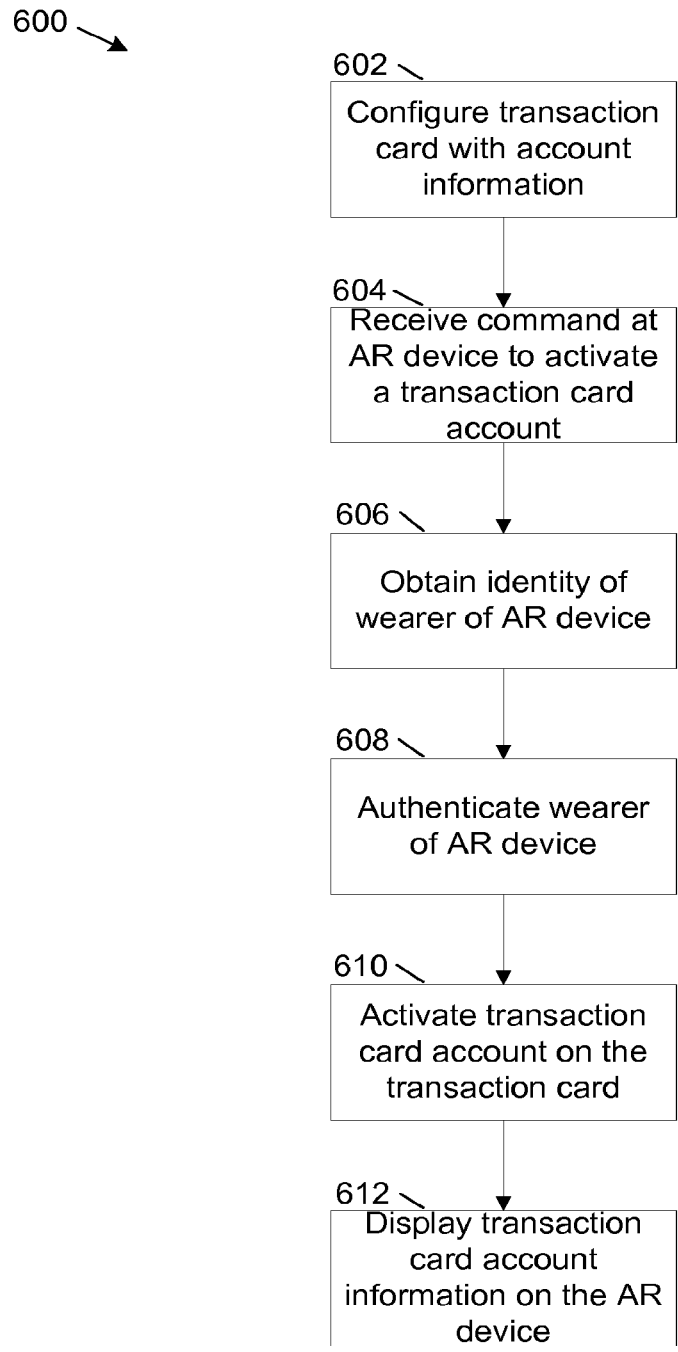 600
602
Configure transaction
card with account
information
604
Receive command at
AR device to activate
a transaction card
account
606
Obtain identity of
wearer of AR device
608
Authenticate wearer
of AR device
610
Activate transaction
card account on the
transaction card
612
Display transaction
card account
information on the AR
device